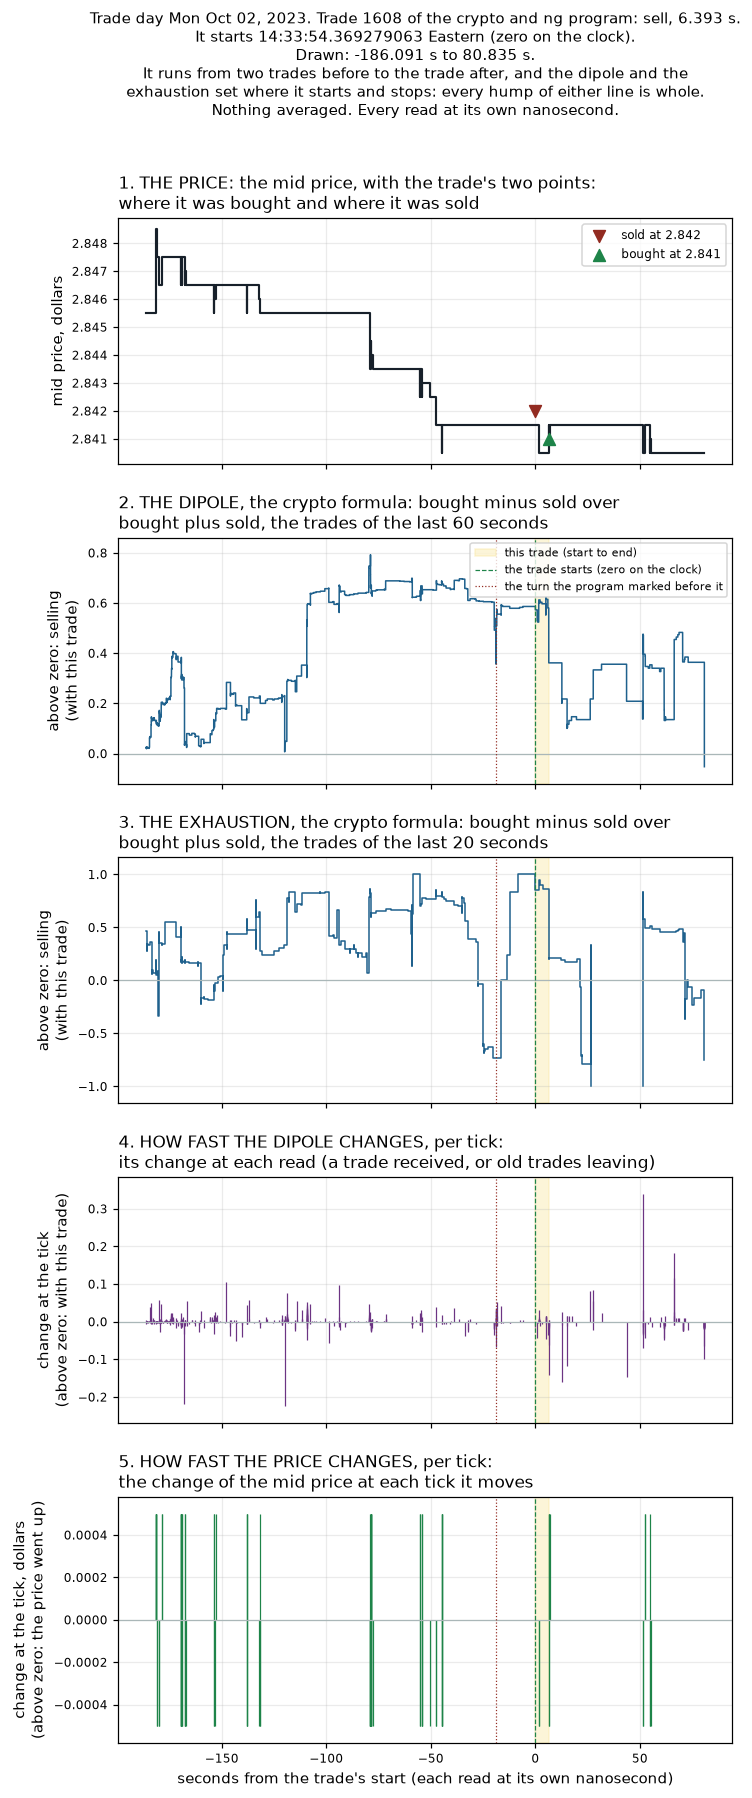 Trade day Mon Oct 02, 2023. Trade 1608 of the crypto and ng program: sell, 6.393 s.
It starts 14:33:54.369279063 Eastern (zero on the clock).
Drawn: -186.091 s to 80.835 s.
It runs from two trades before to the trade after, and the dipole and the
exhaustion set where it starts and stops: every hump of either line is whole.
Nothing averaged. Every read at its own nanosecond.
1. THE PRICE: the mid price, with the trade's two points:
where it was bought and where it was sold
mid price, dollars
2.848
2.847
2.846
2.845
2.844
2.843
2.842
2.841
sold at 2.842
bought at 2.841
2. THE DIPOLE, the crypto formula: bought minus sold over
bought plus sold, the trades of the last 60 seconds
above zero: selling
(with this trade)
0.8
0.6
0.4
0.2
0.0
this trade (start to end)
the trade starts (zero on the clock)
the turn the program marked before it
3. THE EXHAUSTION, the crypto formula: bought minus sold over
bought plus sold, the trades of the last 20 seconds
above zero: selling
(with this trade)
1.0
0.5
0.0
−0.5
−1.0
4. HOW FAST THE DIPOLE CHANGES, per tick:
its change at each read (a trade received, or old trades leaving)
change at the tick
(above zero: with this trade)
0.3
0.2
0.1
0.0
−0.1
−0.2
5. HOW FAST THE PRICE CHANGES, per tick:
the change of the mid price at each tick it moves
change at the tick, dollars
(above zero: the price went up)
0.0004
0.0002
0.0000
−0.0002
−0.0004
−150
−100
−50
0
50
seconds from the trade's start (each read at its own nanosecond)